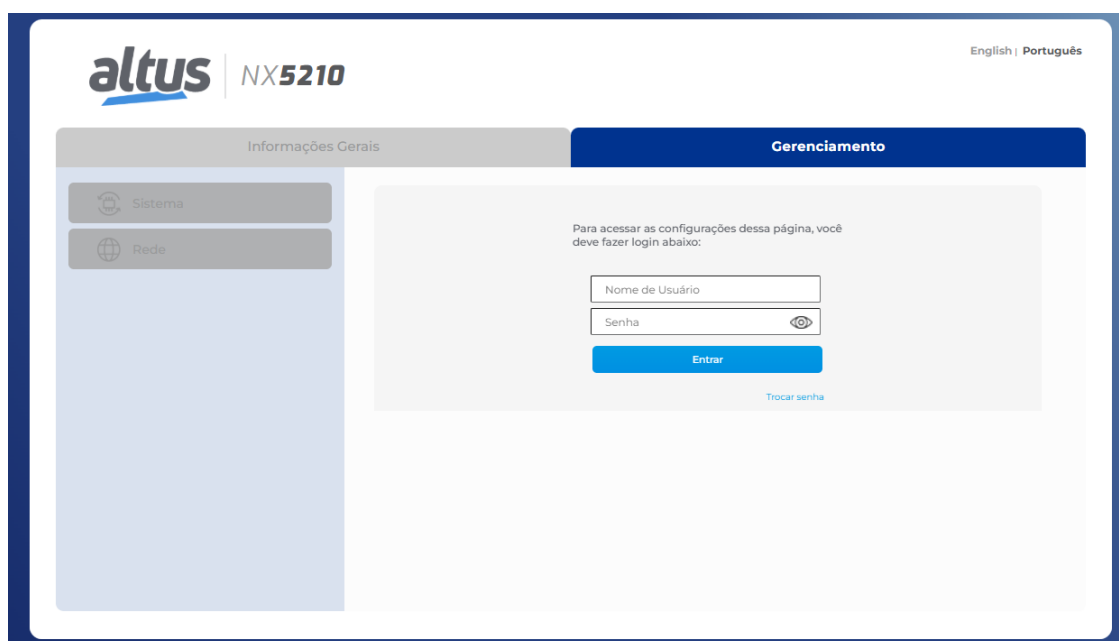 English | Português
altus | NX5210
Informações Gerais
Gerenciamento
Sistema
Rede
Para acessar as configurações dessa página, você
deve fazer login abaixo:
Nome de Usuário
Senha
Entrar
Trocar senha